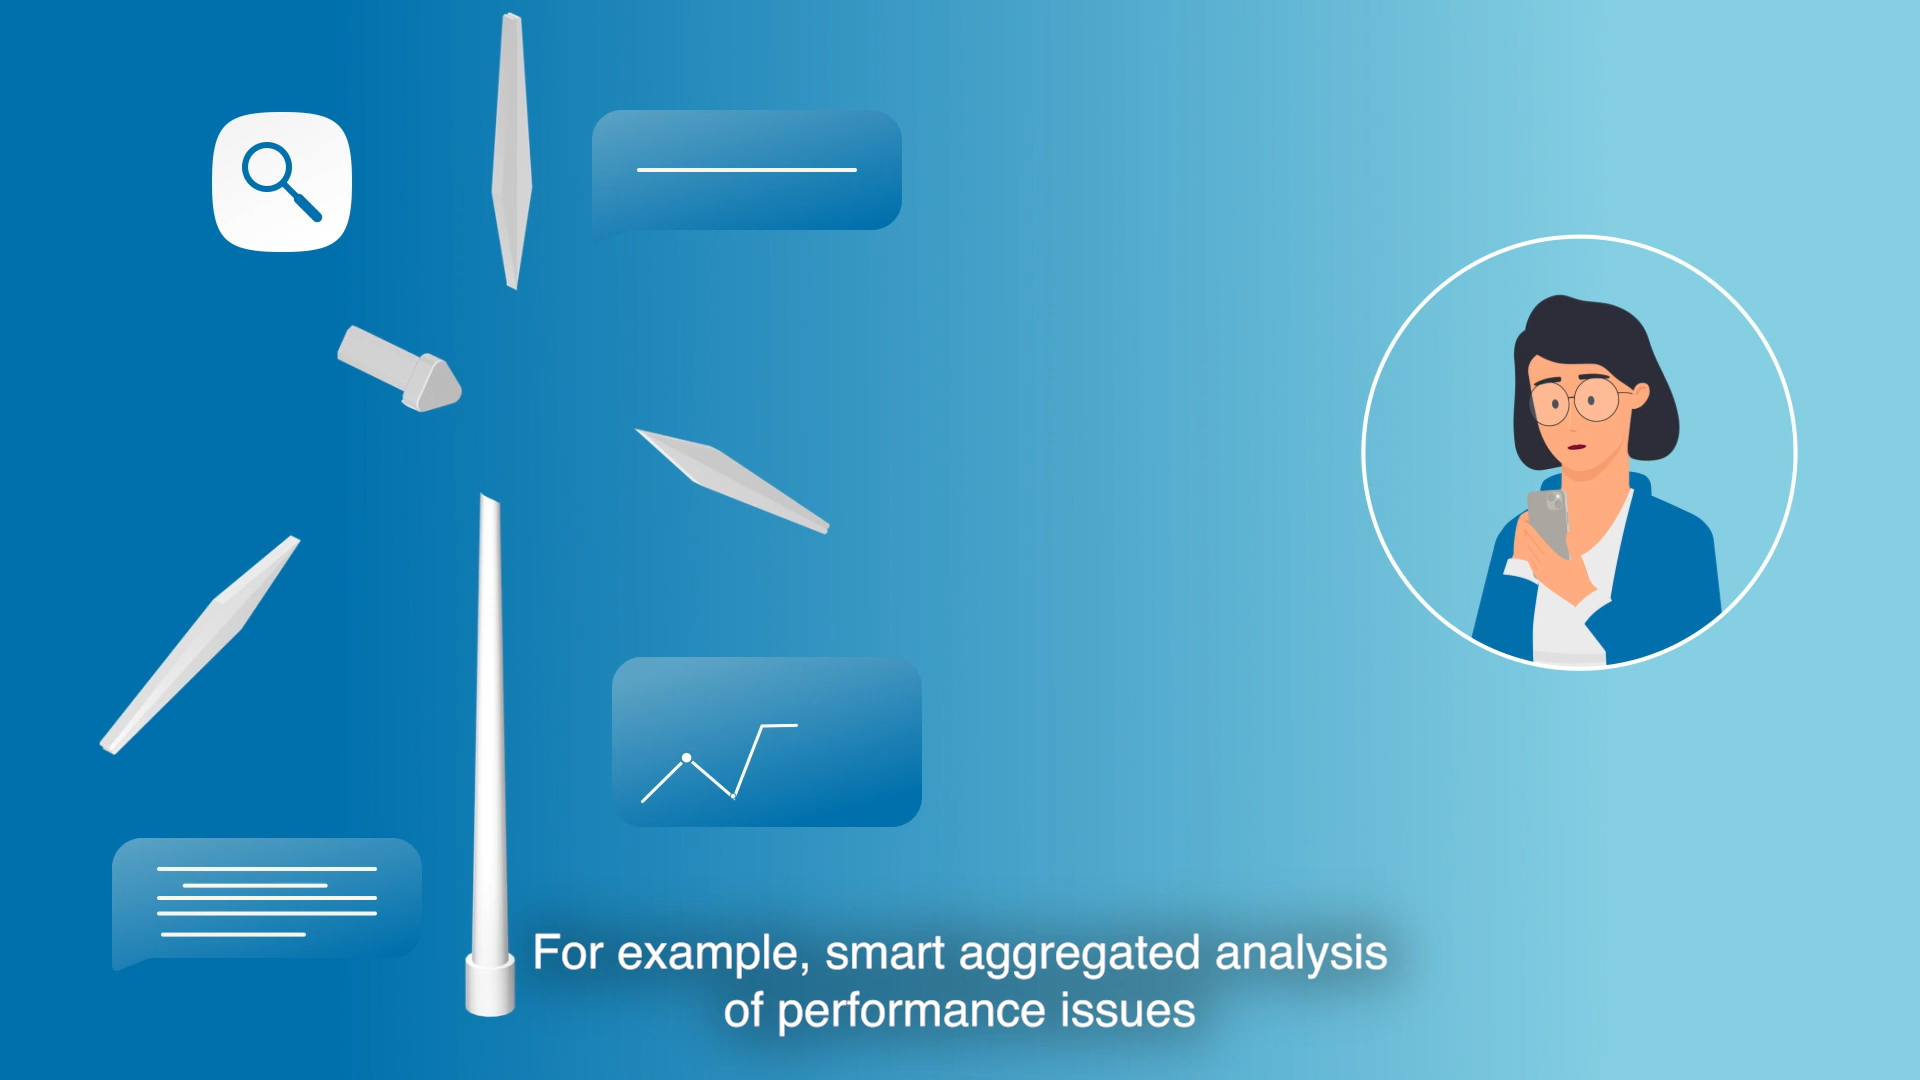 For example, smart aggregated analysis
of performance issues